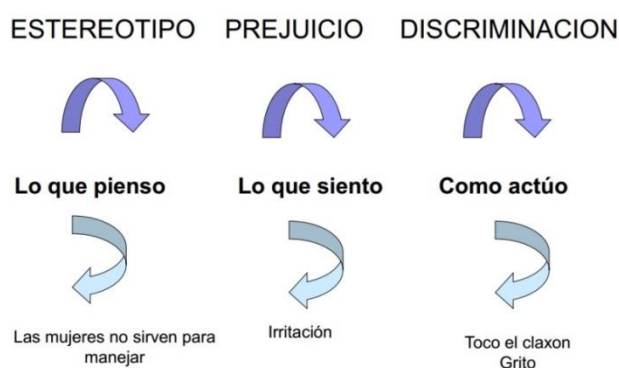 ESTEREOTIPO PREJUICIO DISCRIMINACION
Lo que pienso Lo que siento Como actúo
Las mujeres no sirven para
manejar
Irritación
Toco el claxon
Grito